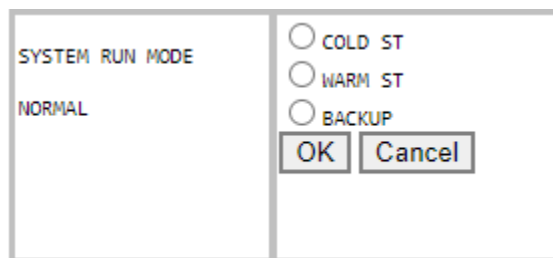 SYSTEM RUN MODE
NORMAL
COLD ST
WARM ST
BACKUP
OK Cancel